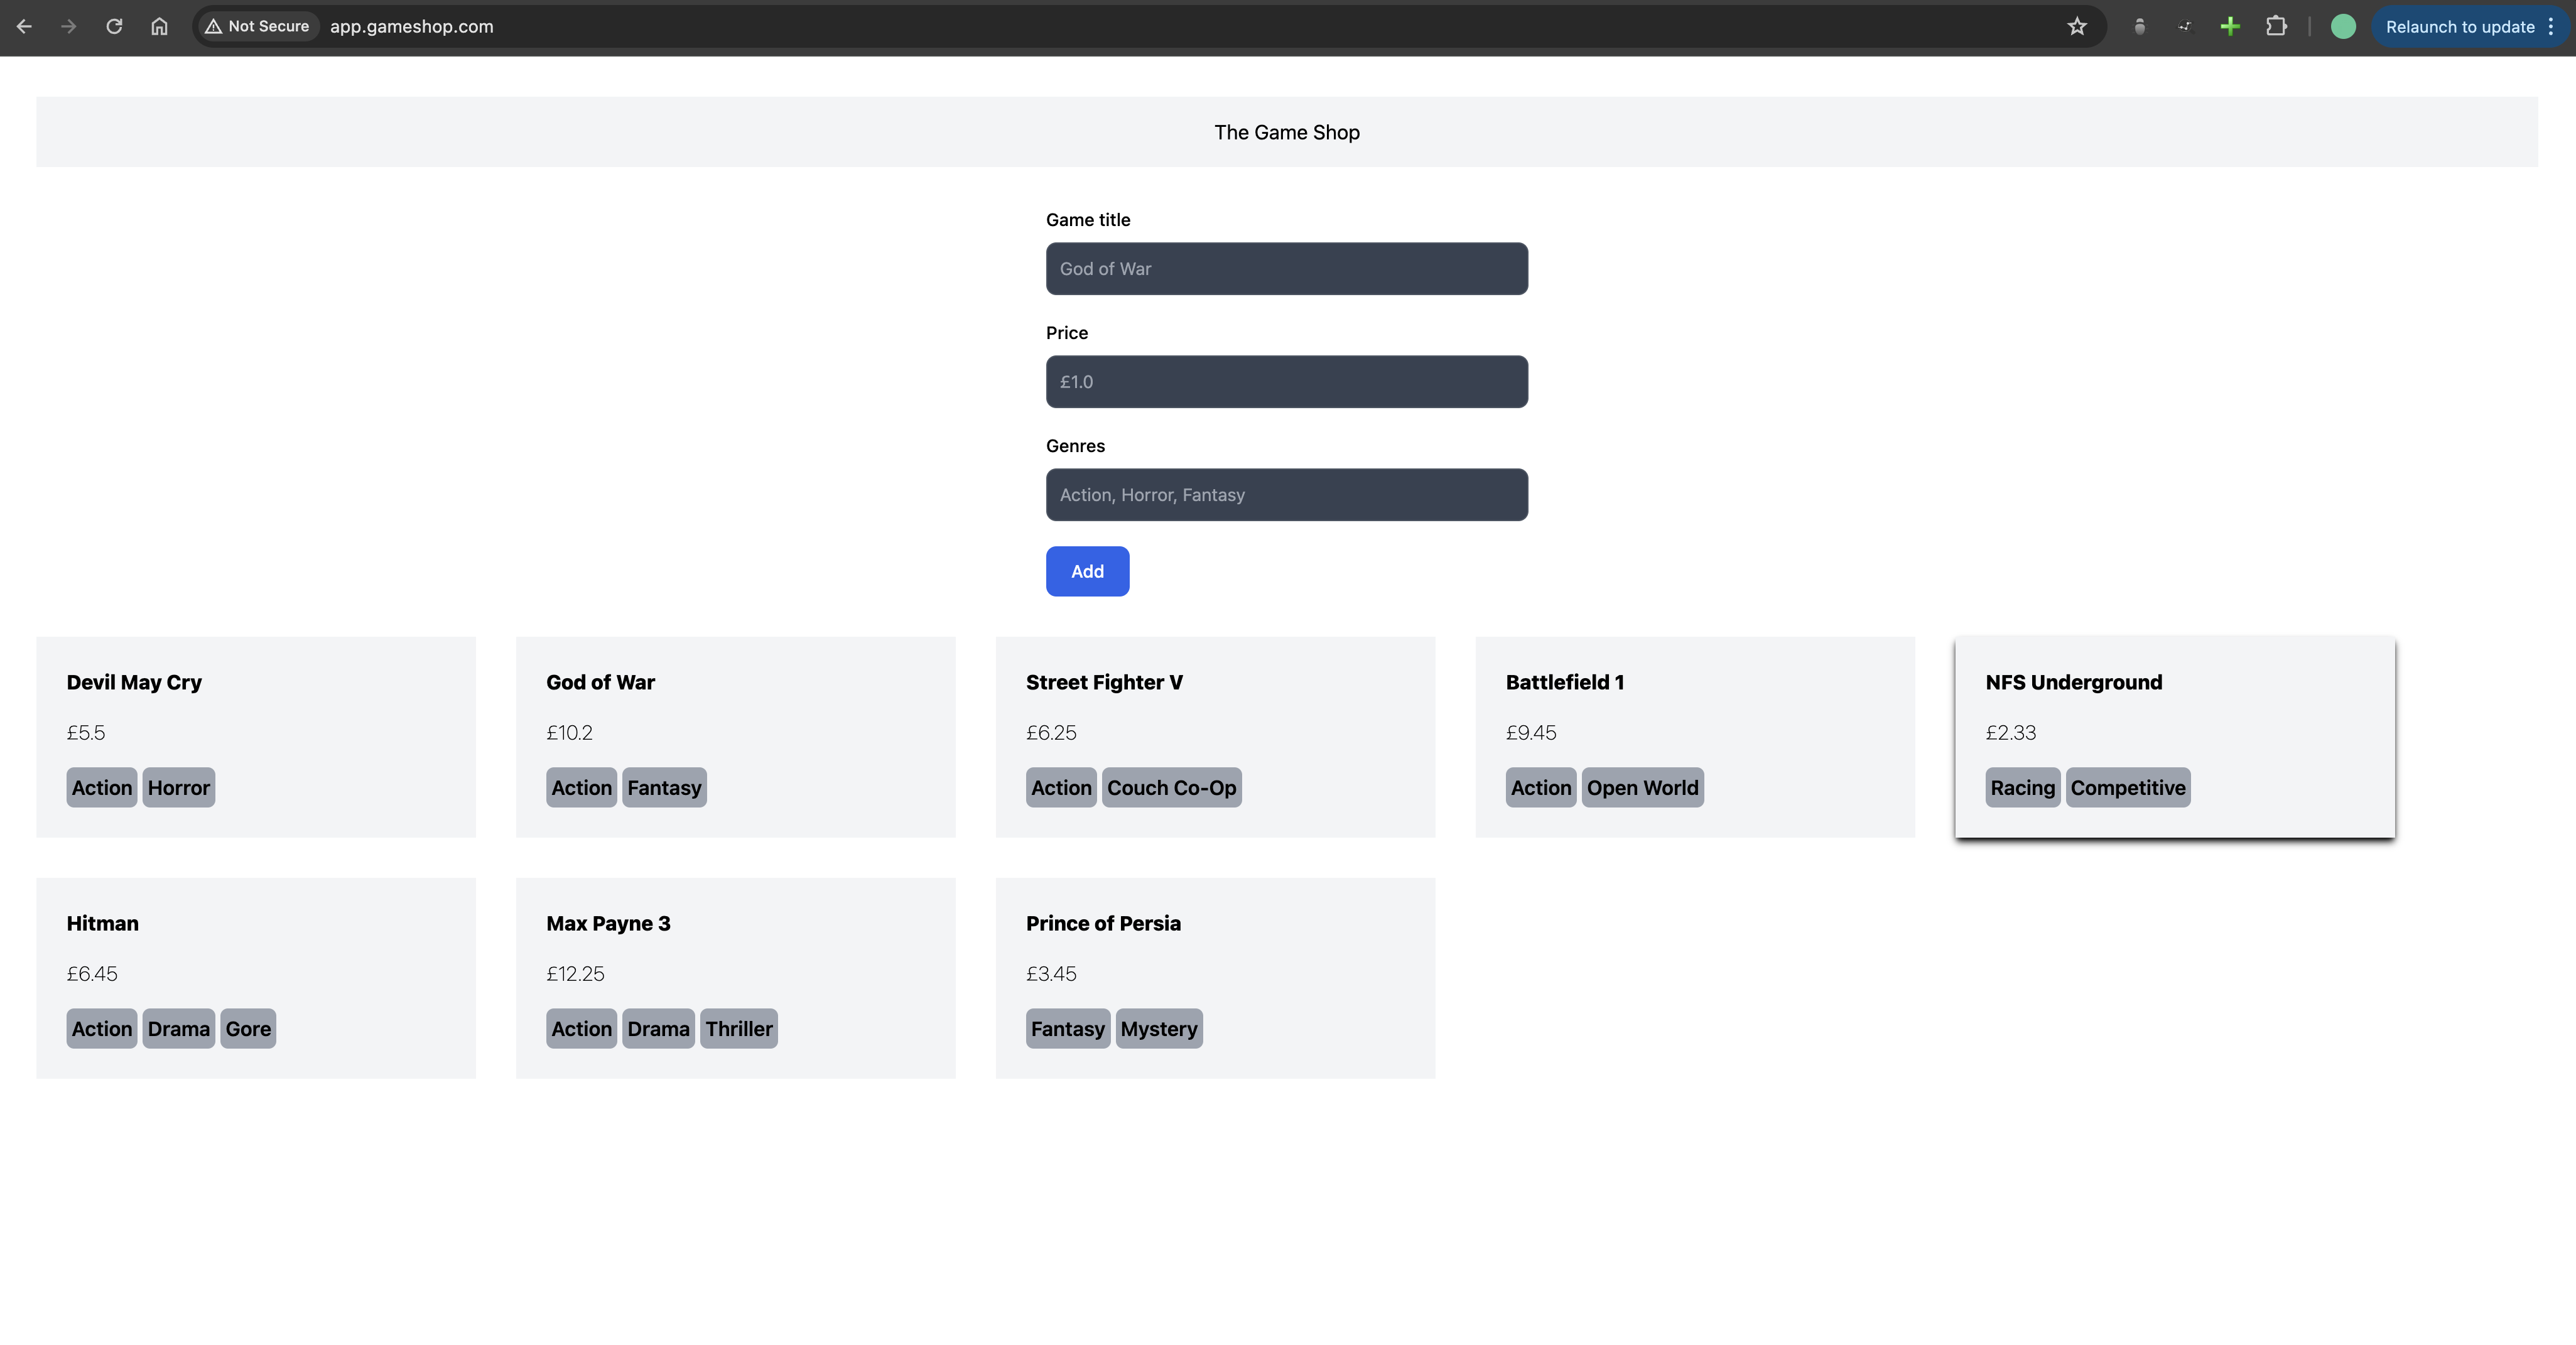 Not Secure app.gameshop.com Relaunch to update
The Game Shop
Game title
God of War
Price
£1.0
Genres
Action, Horror, Fantasy
Add
Devil May Cry
£5.5
Action Horror
God of War
£10.2
Action Fantasy
Street Fighter V
£6.25
Action Couch Co-Op
Battlefield 1
£9.45
Action Open World
NFS Underground
£2.33
Racing Competitive
Hitman
£6.45
Action Drama Gore
Max Payne 3
£12.25
Action Drama Thriller
Prince of Persia
£3.45
Fantasy Mystery